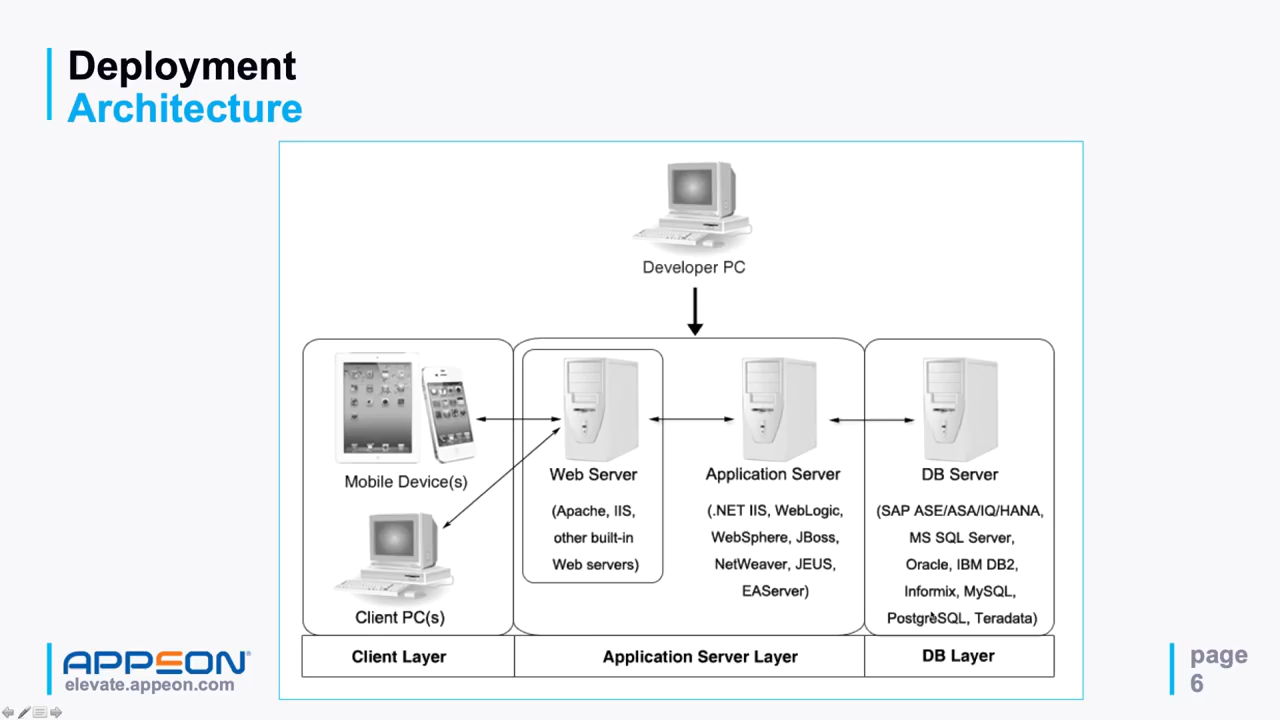 Deployment
Architecture
Developer PC
Mobile Device(s)
Client PC(s)
Web Server
(Apache, IIS,
other built-in
Web servers)
Application Server
(.NET IIS, WebLogic,
WebSphere, JBoss,
NetWeaver, JEUS,
EAServer)
DB Server
(SAP ASE/ASA/IQ/HANA,
MS SQL Server,
Oracle, IBM DB2,
Informix, MySQL,
PostgreSQL, Teradata)
Client Layer
Application Server Layer
DB Layer
APPEON®
elevate.appeon.com
page
6